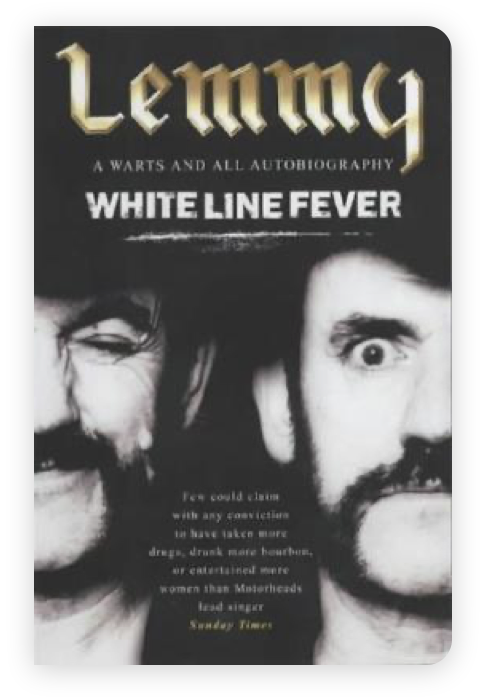 Lemmy
A WARTS AND ALL AUTOBIOGRAPHY
WHITE LINE FEVER
Few could claim
with any conviction
to have taken more
drugs, drunk more bourbon,
or entertained more
women than Motorheads
lead singer
Sunday Times